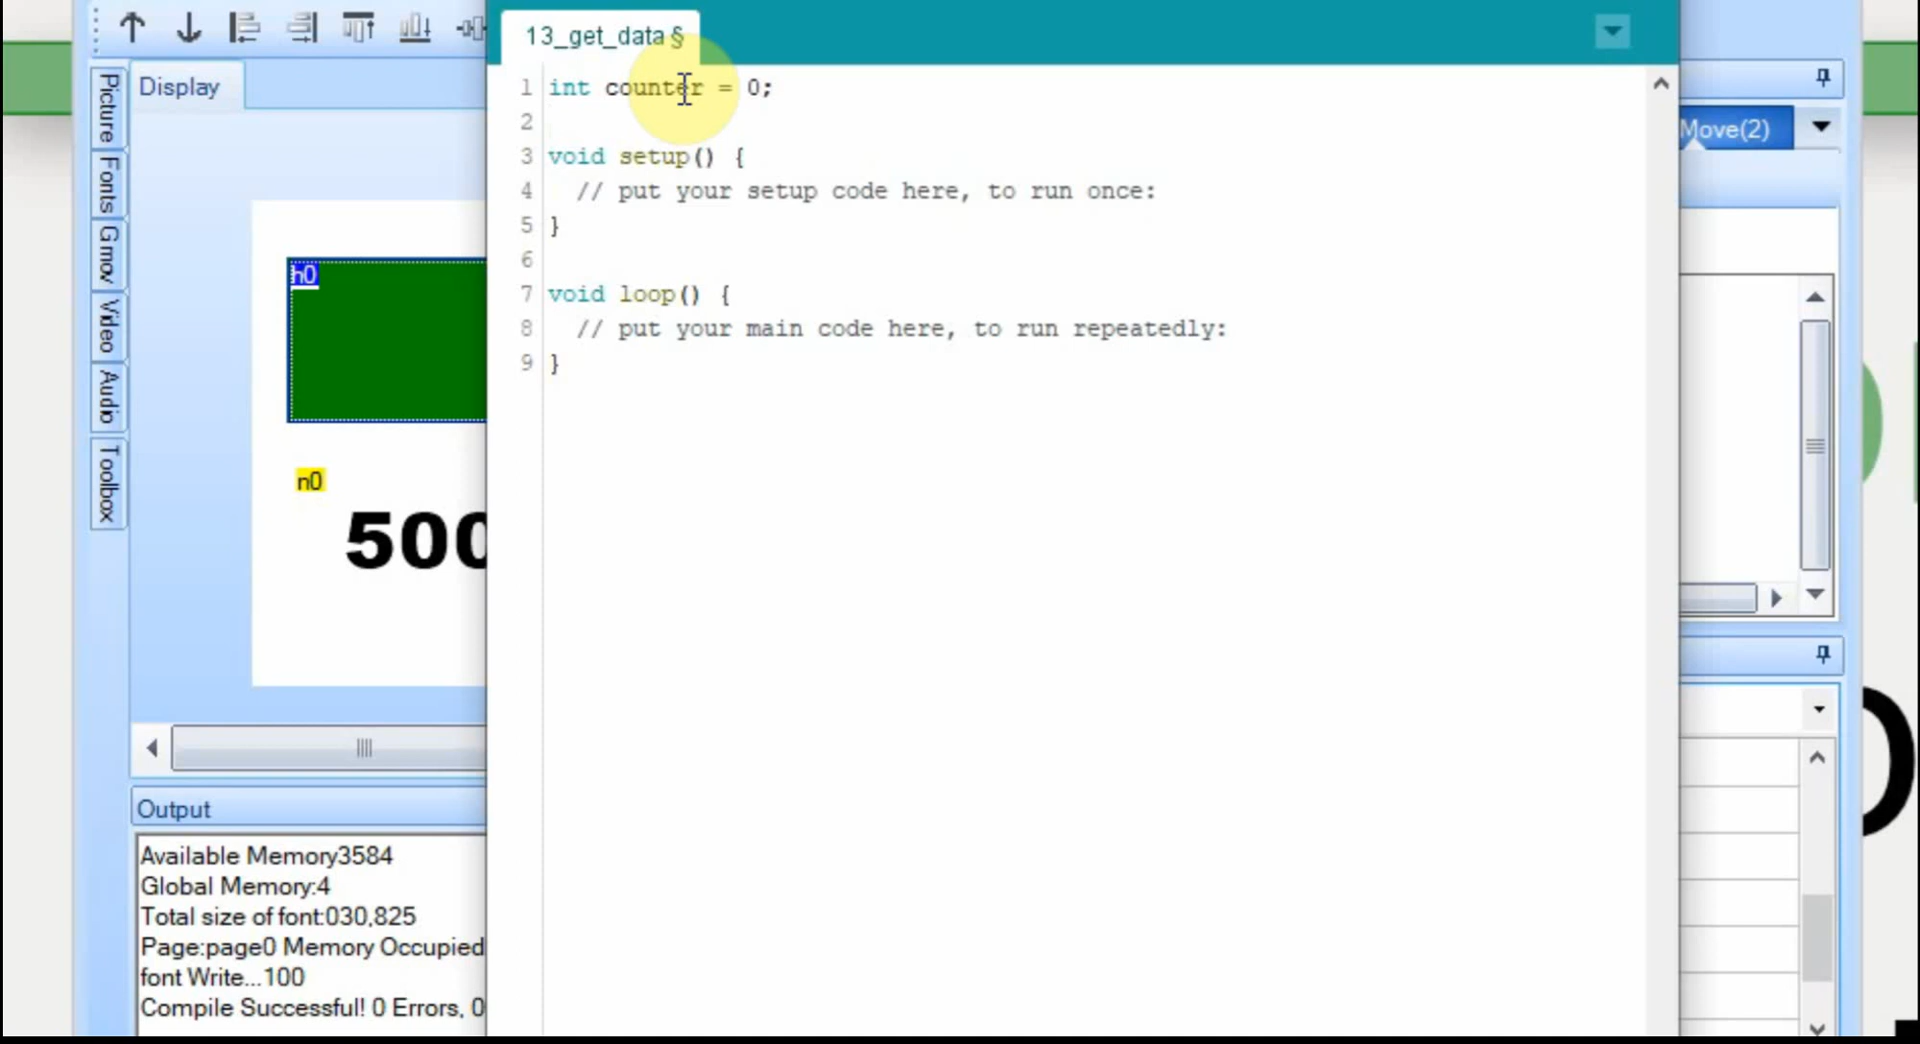 13_get_data §
1 int counter = 0;
2
3 void setup() {
4 // put your setup code here, to run once:
5 }
6
7 void loop() {
8 // put your main code here, to run repeatedly:
9 }
Display
Picture
Fonts
Gmov
Video
Audio
Toolbox
h0
n0
500
Move(2)
Output
Available Memory3584
Global Memory:4
Total size of font:030,825
Page:page0 Memory Occupied
font Write...100
Compile Successful! 0 Errors, 0